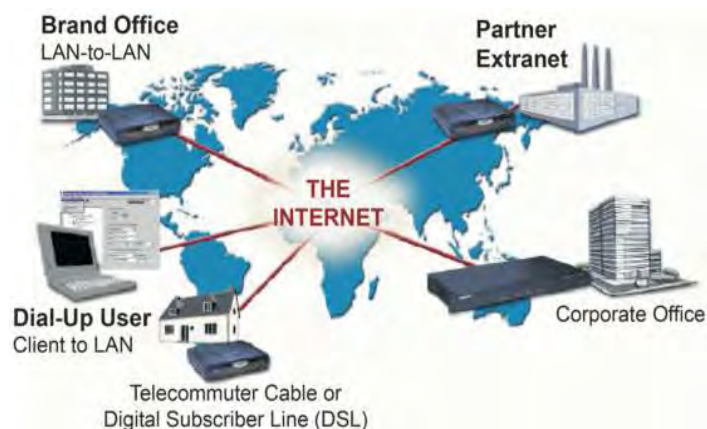 Brand Office
LAN-to-LAN
Partner
Extranet
THE
INTERNET
Dial-Up User
Client to LAN
Corporate Office
Telecommuter Cable or
Digital Subscriber Line (DSL)